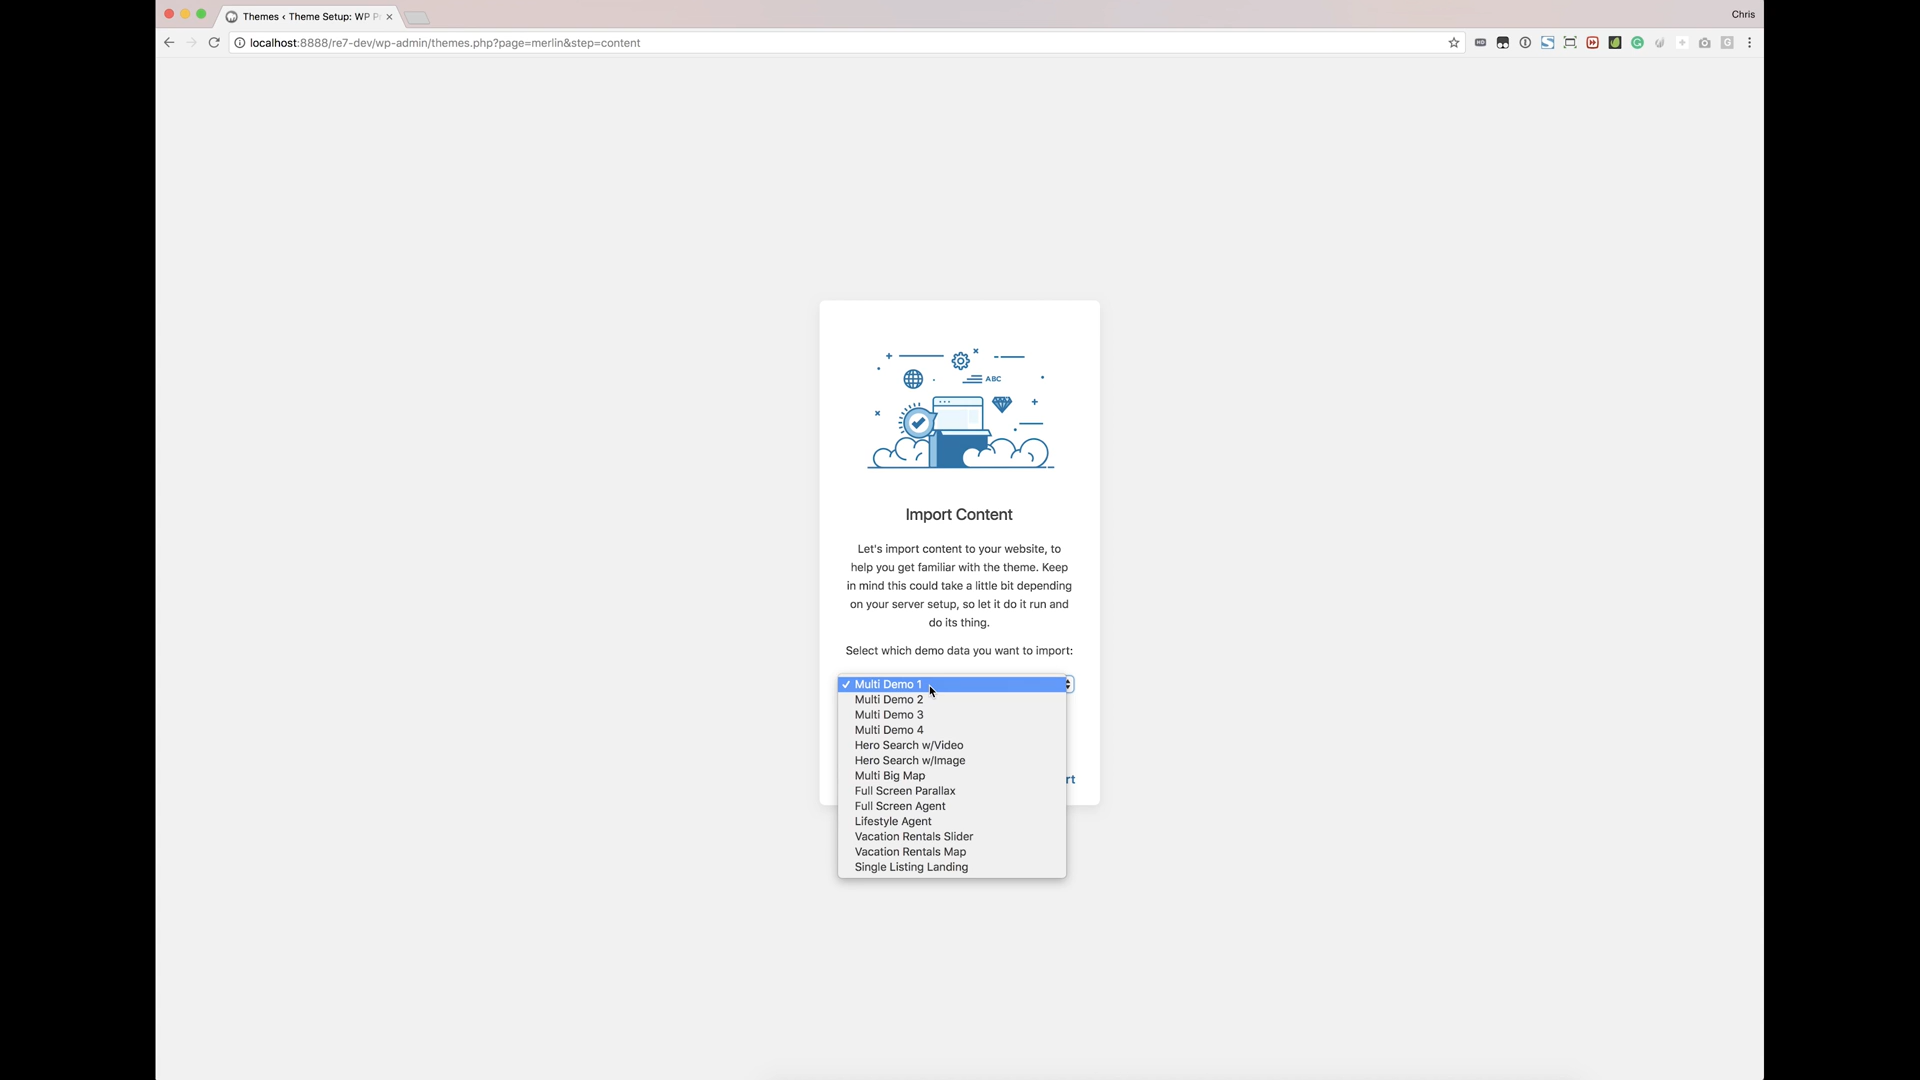 Themes ‹ Theme Setup: WP P
Chris
localhost:8888/re7-dev/wp-admin/themes.php?page=merlin&step=content
ABC
Import Content
Let's import content to your website, to
help you get familiar with the theme. Keep
in mind this could take a little bit depending
on your server setup, so let it do it run and
do its thing.
Select which demo data you want to import:
✓ Multi Demo 1
Multi Demo 2
Multi Demo 3
Multi Demo 4
Hero Search w/Video
Hero Search w/Image
Multi Big Map
rt
Full Screen Parallax
Full Screen Agent
Lifestyle Agent
Vacation Rentals Slider
Vacation Rentals Map
Single Listing Landing